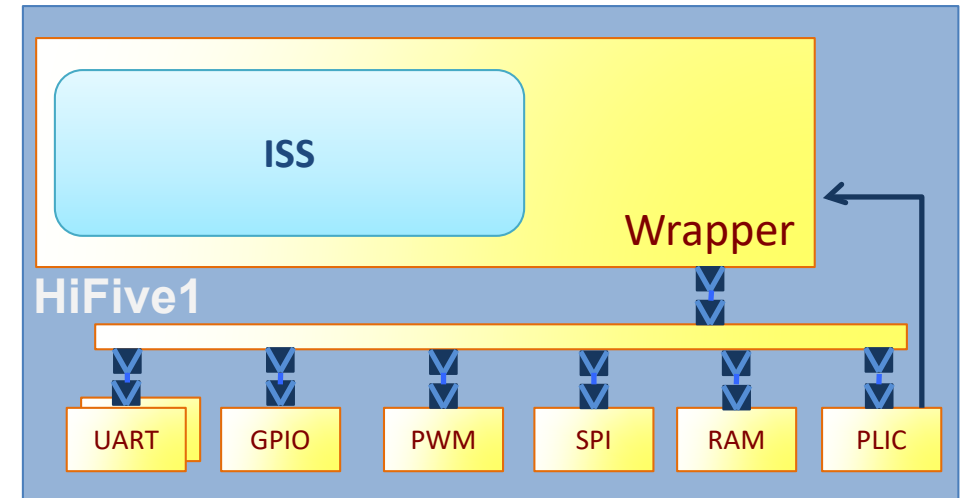 ISS
Wrapper
HiFive1
UART
GPIO
PWM
SPI
RAM
PLIC